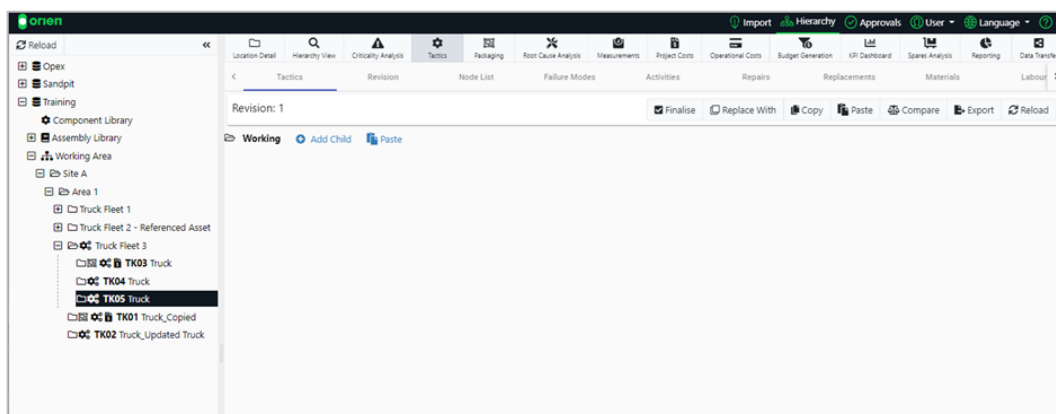 orien
Import Hierarchy Approvals User Language
Reload
Location Detail Hierarchy View Criticality Analysis Tactics Packaging Root Cause Analysis Measurements Project Costs Operational Costs Budget Generation KPI Dashboard Spares Analysis Reporting Data Transfe
Tactics Revision Node List Failure Modes Activities Repairs Replacements Materials Labour
Revision: 1 Finalise Replace With Copy Paste Compare Export Reload
Working Add Child Paste
Opex
Sandpit
Training
Component Library
Assembly Library
Working Area
Site A
Area 1
Truck Fleet 1
Truck Fleet 2 - Referenced Asset
Truck Fleet 3
TK03 Truck
TK04 Truck
TK05 Truck
TK01 Truck_Copied
TK02 Truck_Updated Truck